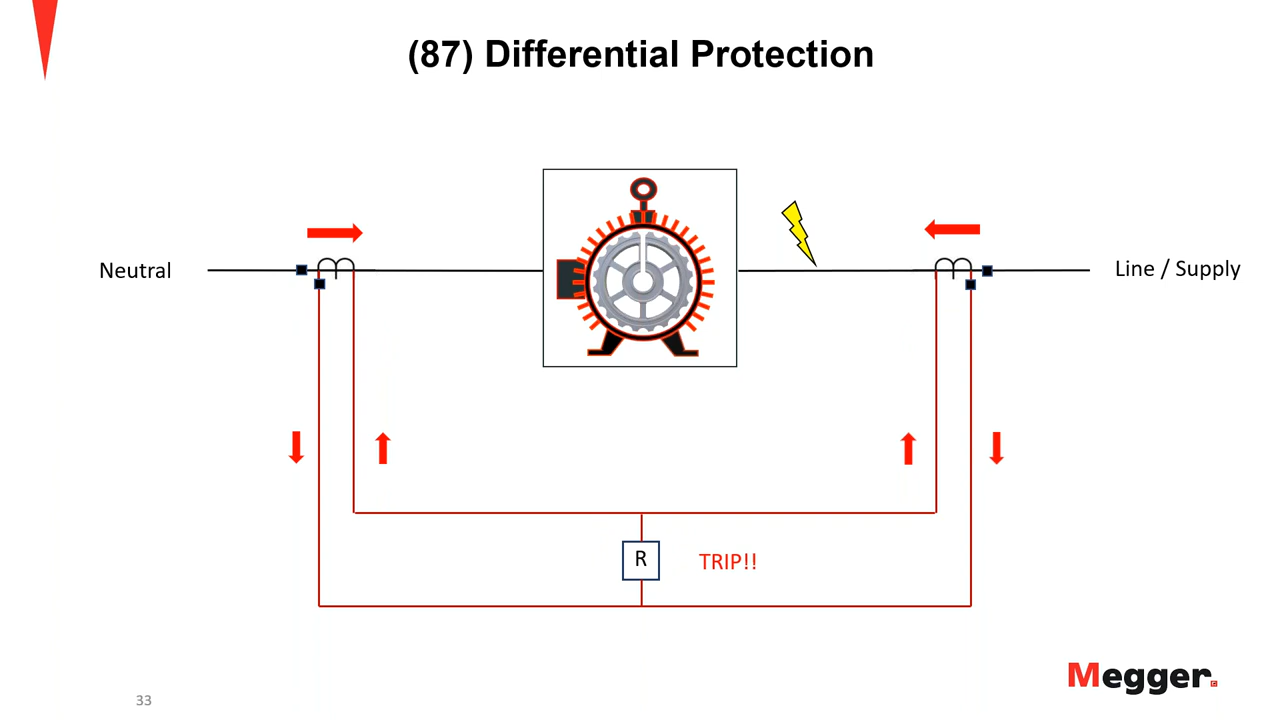 (87) Differential Protection
Neutral
Line / Supply
R
TRIP!!
33
Megger